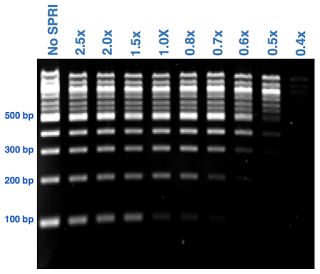 No SPRI
2.5x
2.0x
1.5x
1.0X
0.8x
0.7x
0.6x
0.5x
0.4x
500 bp
300 bp
200 bp
100 bp